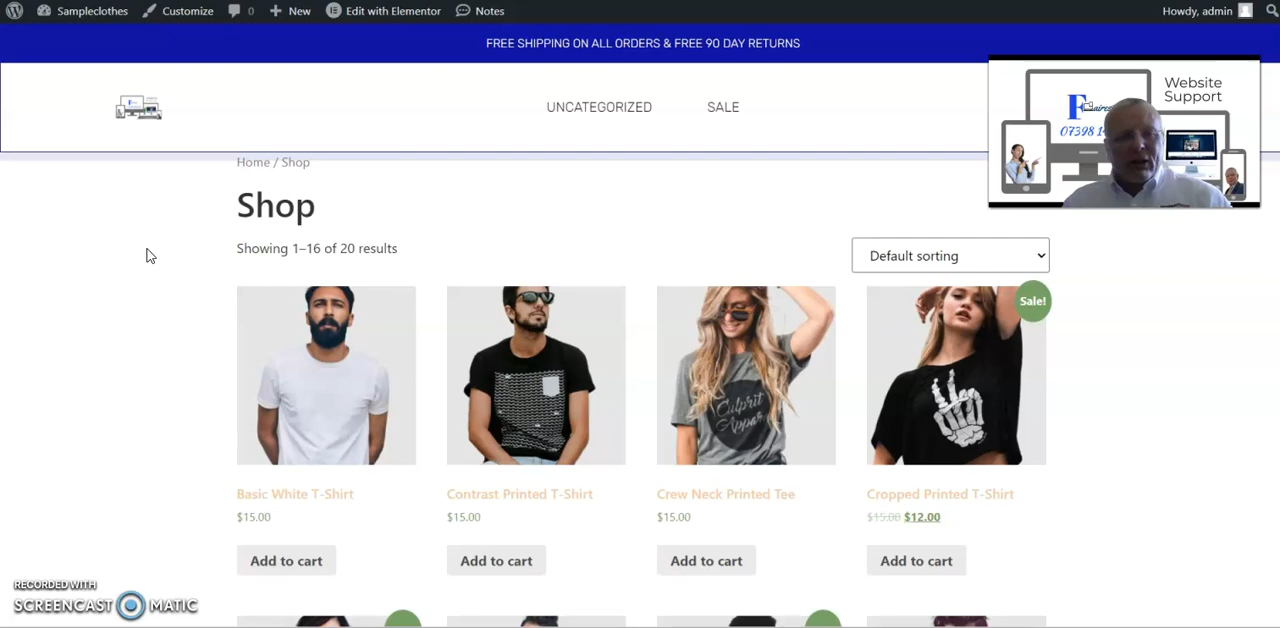 Sampleclothes Customize 0 New Edit with Elementor Notes Howdy, admin
FREE SHIPPING ON ALL ORDERS & FREE 90 DAY RETURNS
Website
Support
07398 1
UNCATEGORIZED SALE
Home / Shop
Shop
Showing 1–16 of 20 results
Default sorting
Sale!
Culprit
Basic White T-Shirt Contrast Printed T-Shirt Crew Neck Printed Tee Cropped Printed T-Shirt
$15.00 $15.00 $15.00 $15.00 $12.00
Add to cart Add to cart Add to cart Add to cart
RECORDED WITH
SCREENCAST MATIC